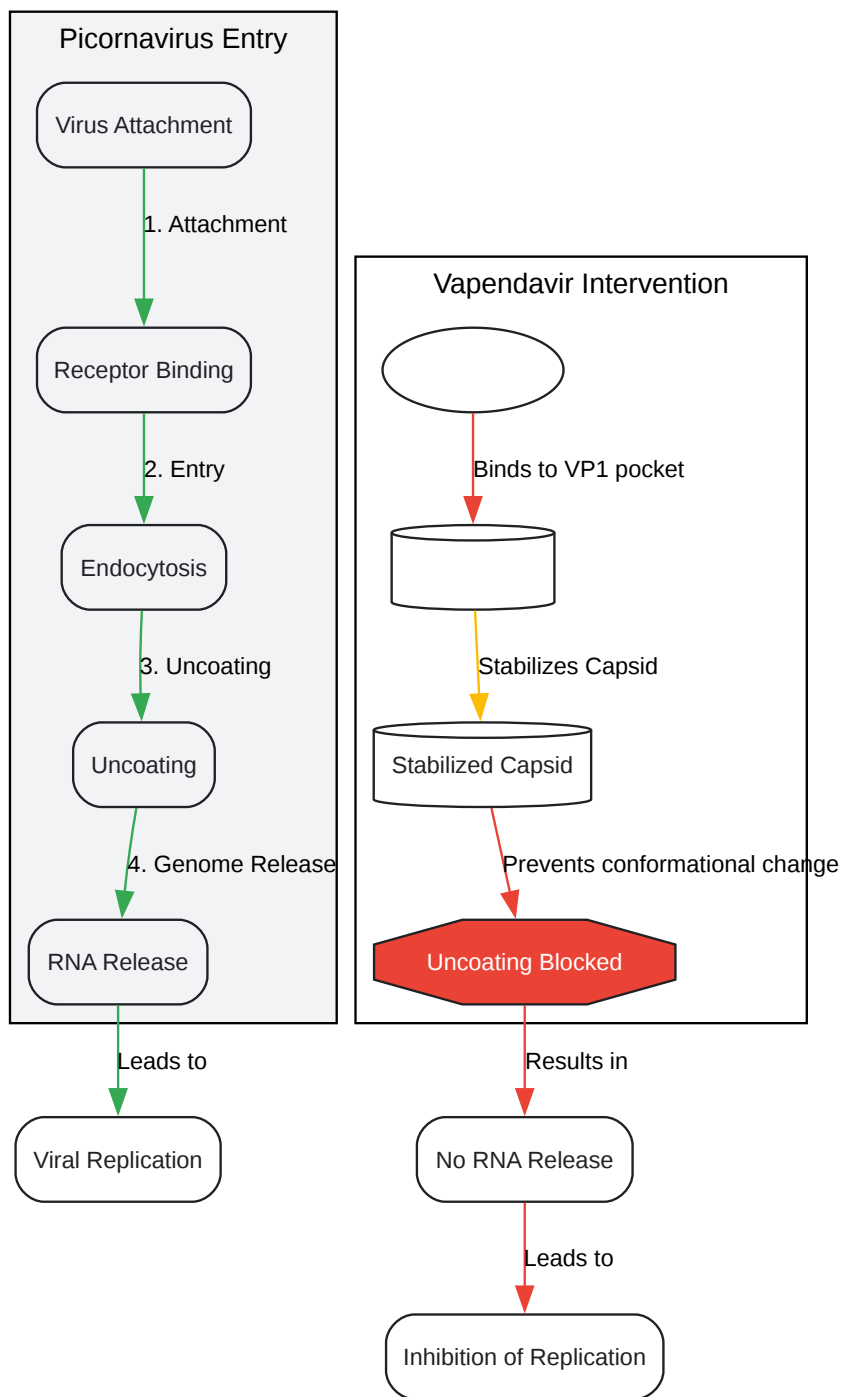 Picornavirus Entry
Virus Attachment
1. Attachment
Receptor Binding
2. Entry
Endocytosis
3. Uncoating
Uncoating
4. Genome Release
RNA Release
Leads to
Viral Replication
Vapendavir Intervention
Binds to VP1 pocket
Stabilizes Capsid
Stabilized Capsid
Prevents conformational change
Uncoating Blocked
Results in
No RNA Release
Leads to
Inhibition of Replication